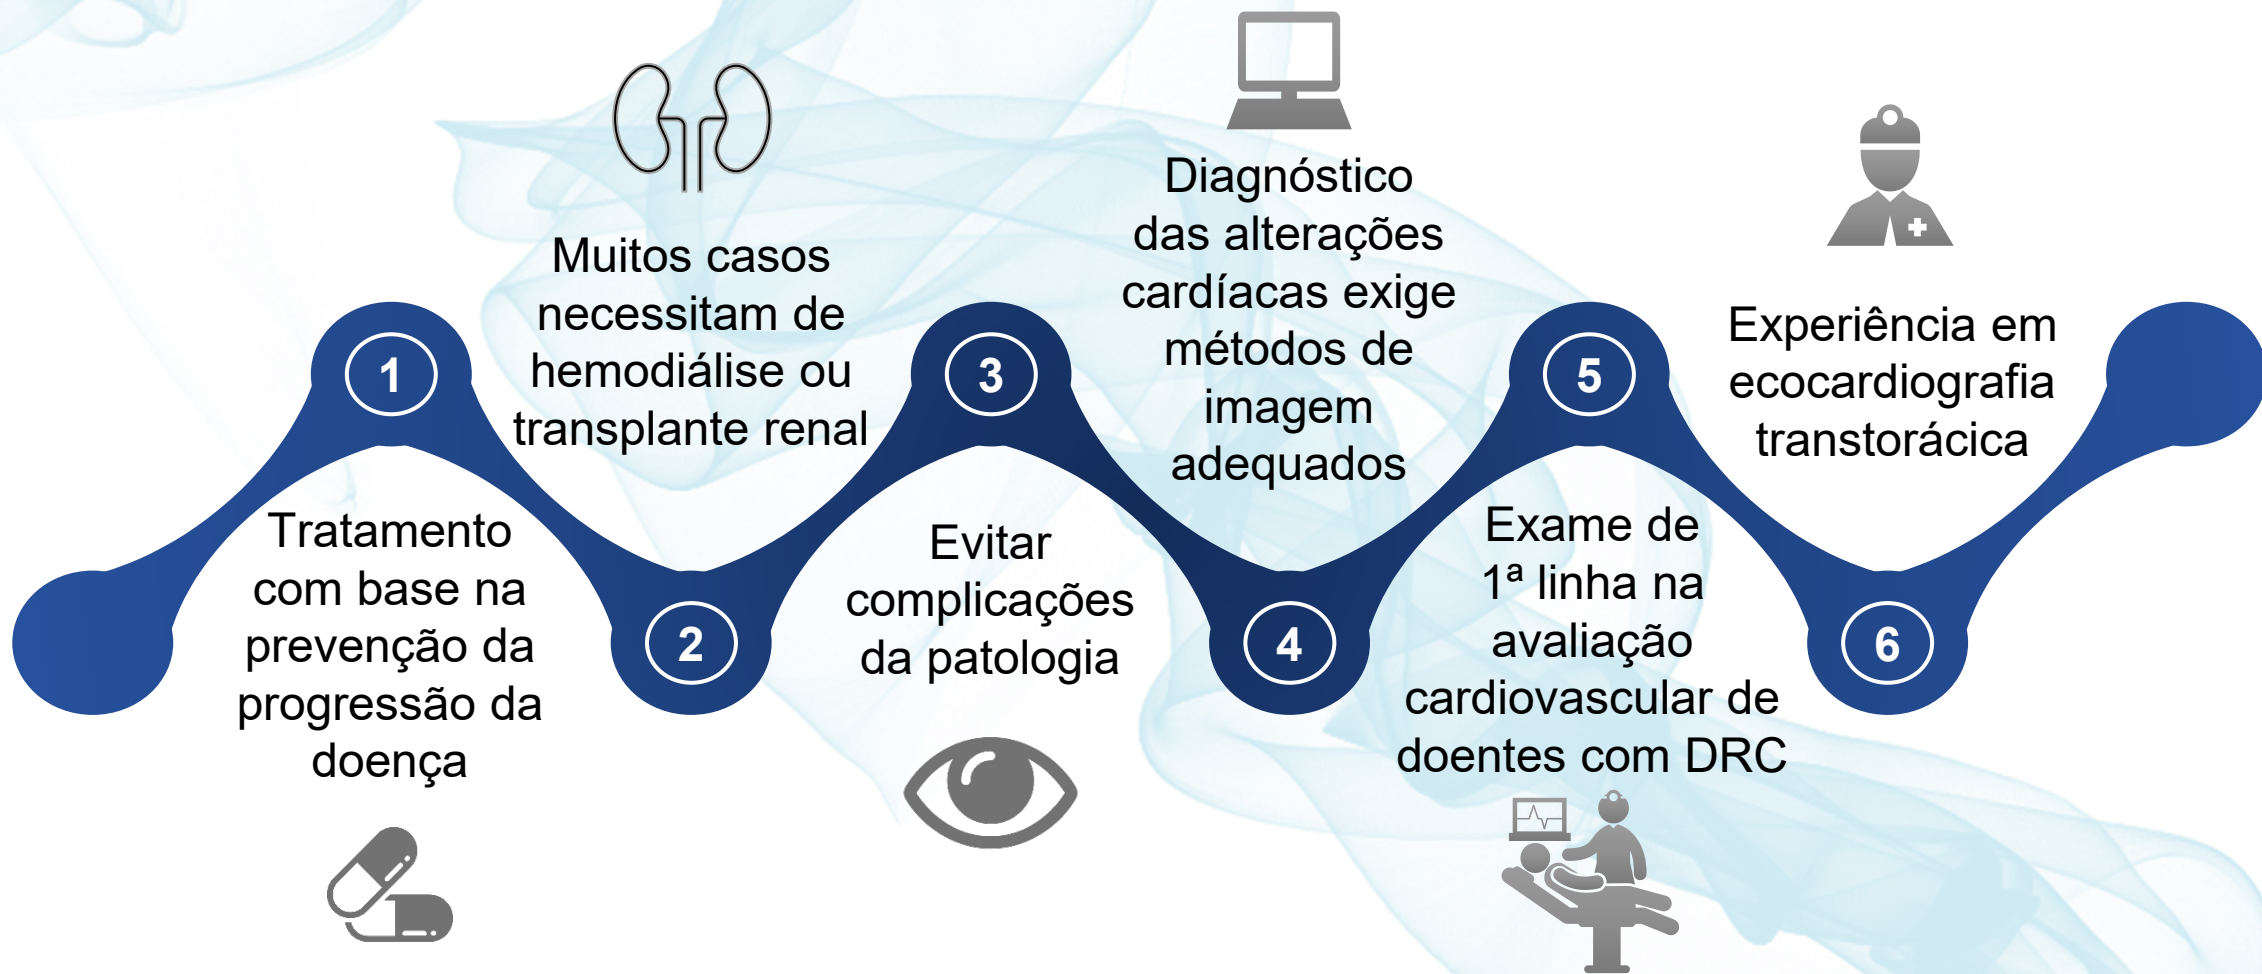 1
Tratamento
com base na
prevenção da
progressão da
doença
Muitos casos
necessitam de
hemodiálise ou
transplante renal
2
3
Evitar
complicações
da patologia
Diagnóstico
das alterações
cardíacas exige
métodos de
imagem
adequados
4
5
Exame de
1ª linha na
avaliação
cardiovascular de
doentes com DRC
Experiência em
ecocardiografia
transtorácica
6